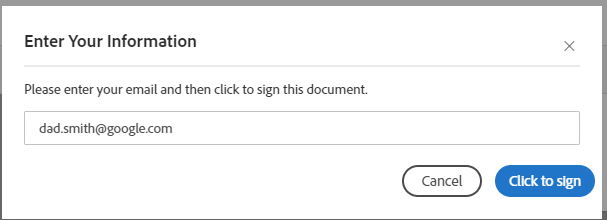 Enter Your Information
Please enter your email and then click to sign this document.
dad.smith@google.com
Cancel
Click to sign